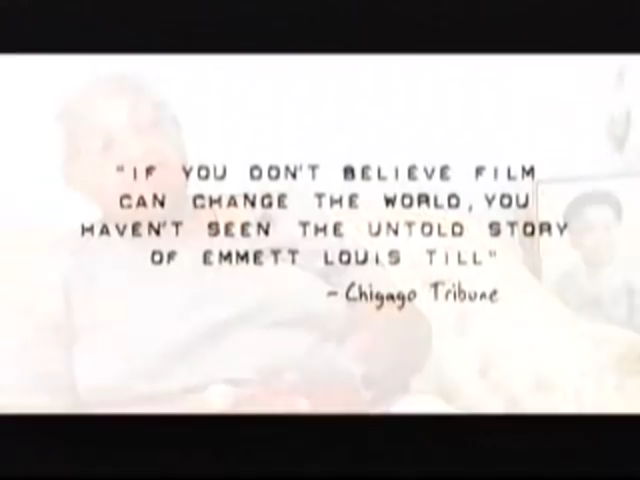 "IF YOU DON'T BELIEVE FILM
CAN CHANGE THE WORLD, YOU
HAVEN'T SEEN THE UNTOLD STORY
OF EMMETT LOUIS TILL"
- Chigago Tribune